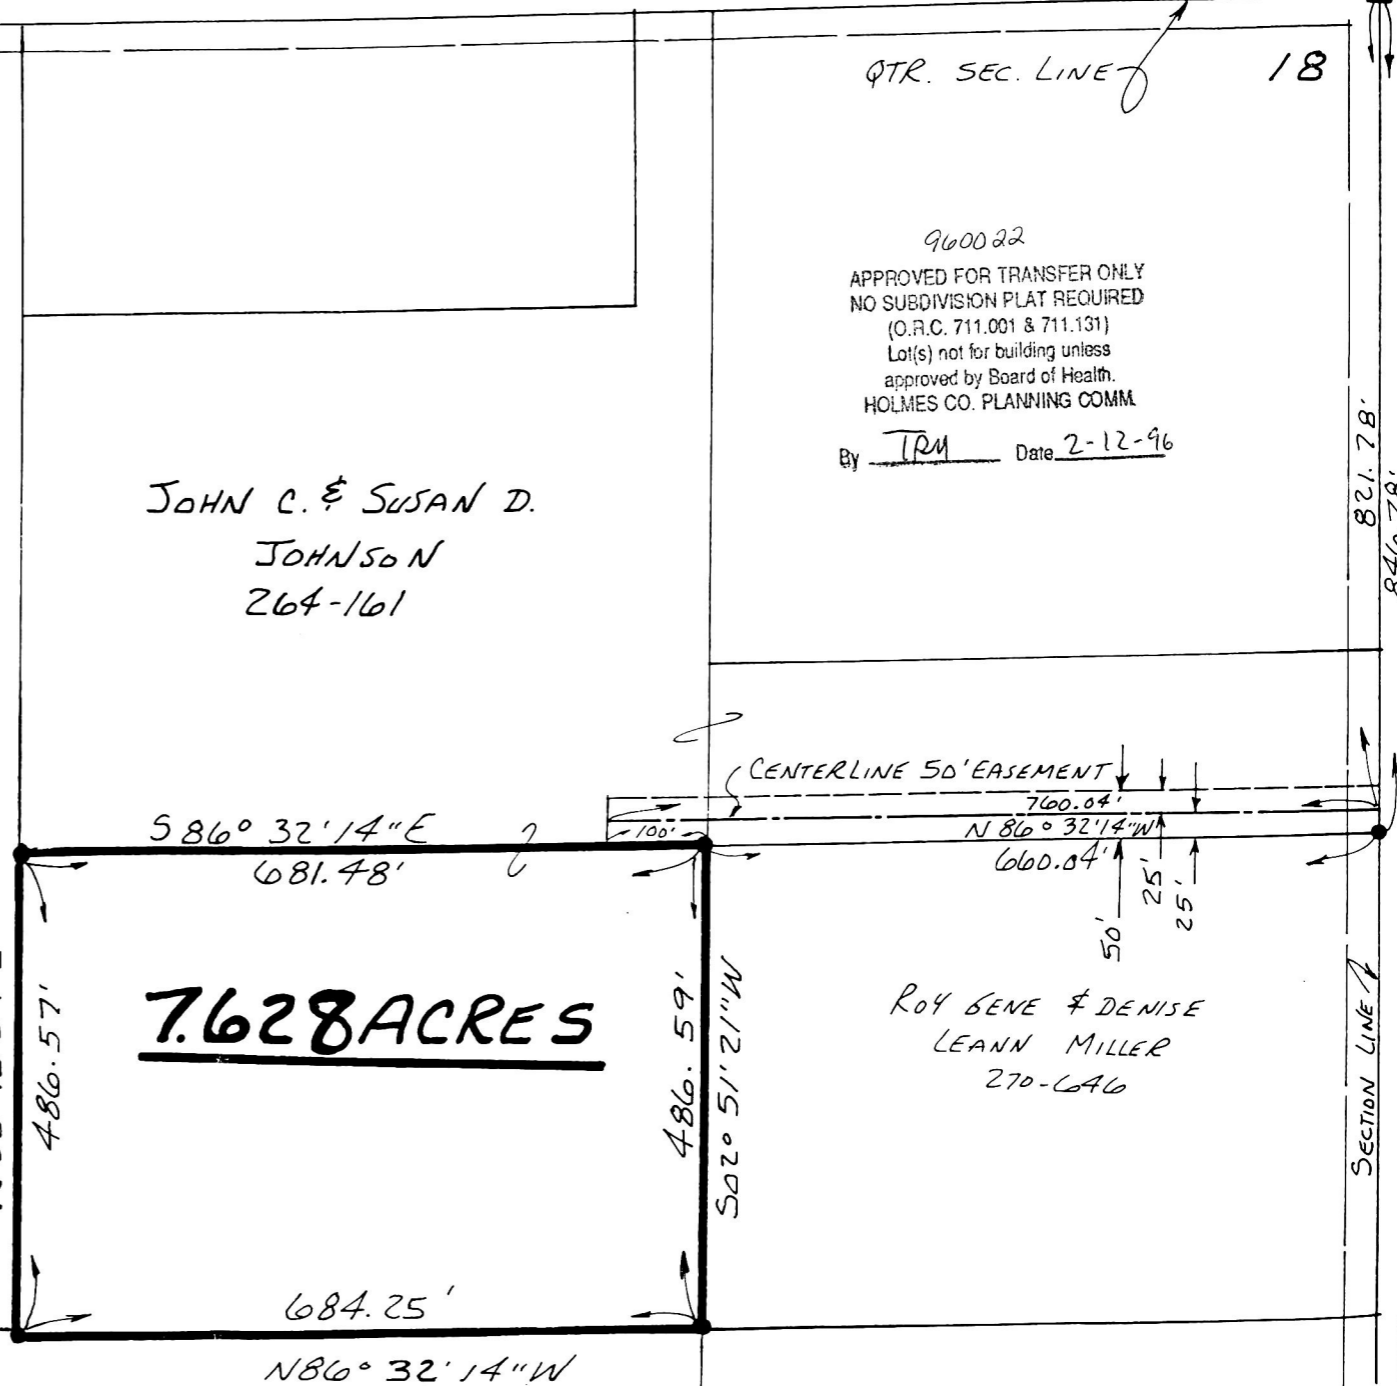 QTR. SEC. LINE
18
960022
APPROVED FOR TRANSFER ONLY
NO SUBDIVISION PLAT REQUIRED
(O.R.C. 711.001 & 711.131)
Lot(s) not for building unless
approved by Board of Health.
HOLMES CO. PLANNING COMM.
By TRM Date 2-12-96
821.78'
846.78'
JOHN C. & SUSAN D.
JOHNSON
264-161
CENTERLINE 50' EASEMENT
760.04'
100'
N 86° 32' 14" W
660.04'
S 86° 32' 14" E
681.48'
50'
25'
25'
486.57'
7.628 ACRES
486.59'
S02° 51' 21" W
ROY GENE & DENISE
LEANN MILLER
270-646
SECTION LINE
684.25'
N86° 32' 14" W